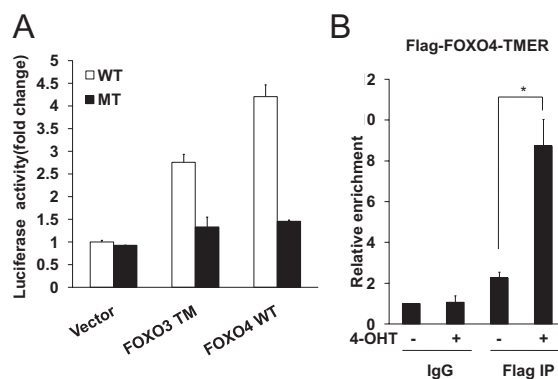 A
Luciferase activity(fold change)
WT
MT
5
4.5
4
3.5
3
2.5
2
1.5
1
0.5
0
Vector
FOXO3 TM
FOXO4 WT
B
Flag-FOXO4-TMER
Relative enrichment
12
10
8
6
4
2
0
*
4-OHT - + - +
IgG Flag IP